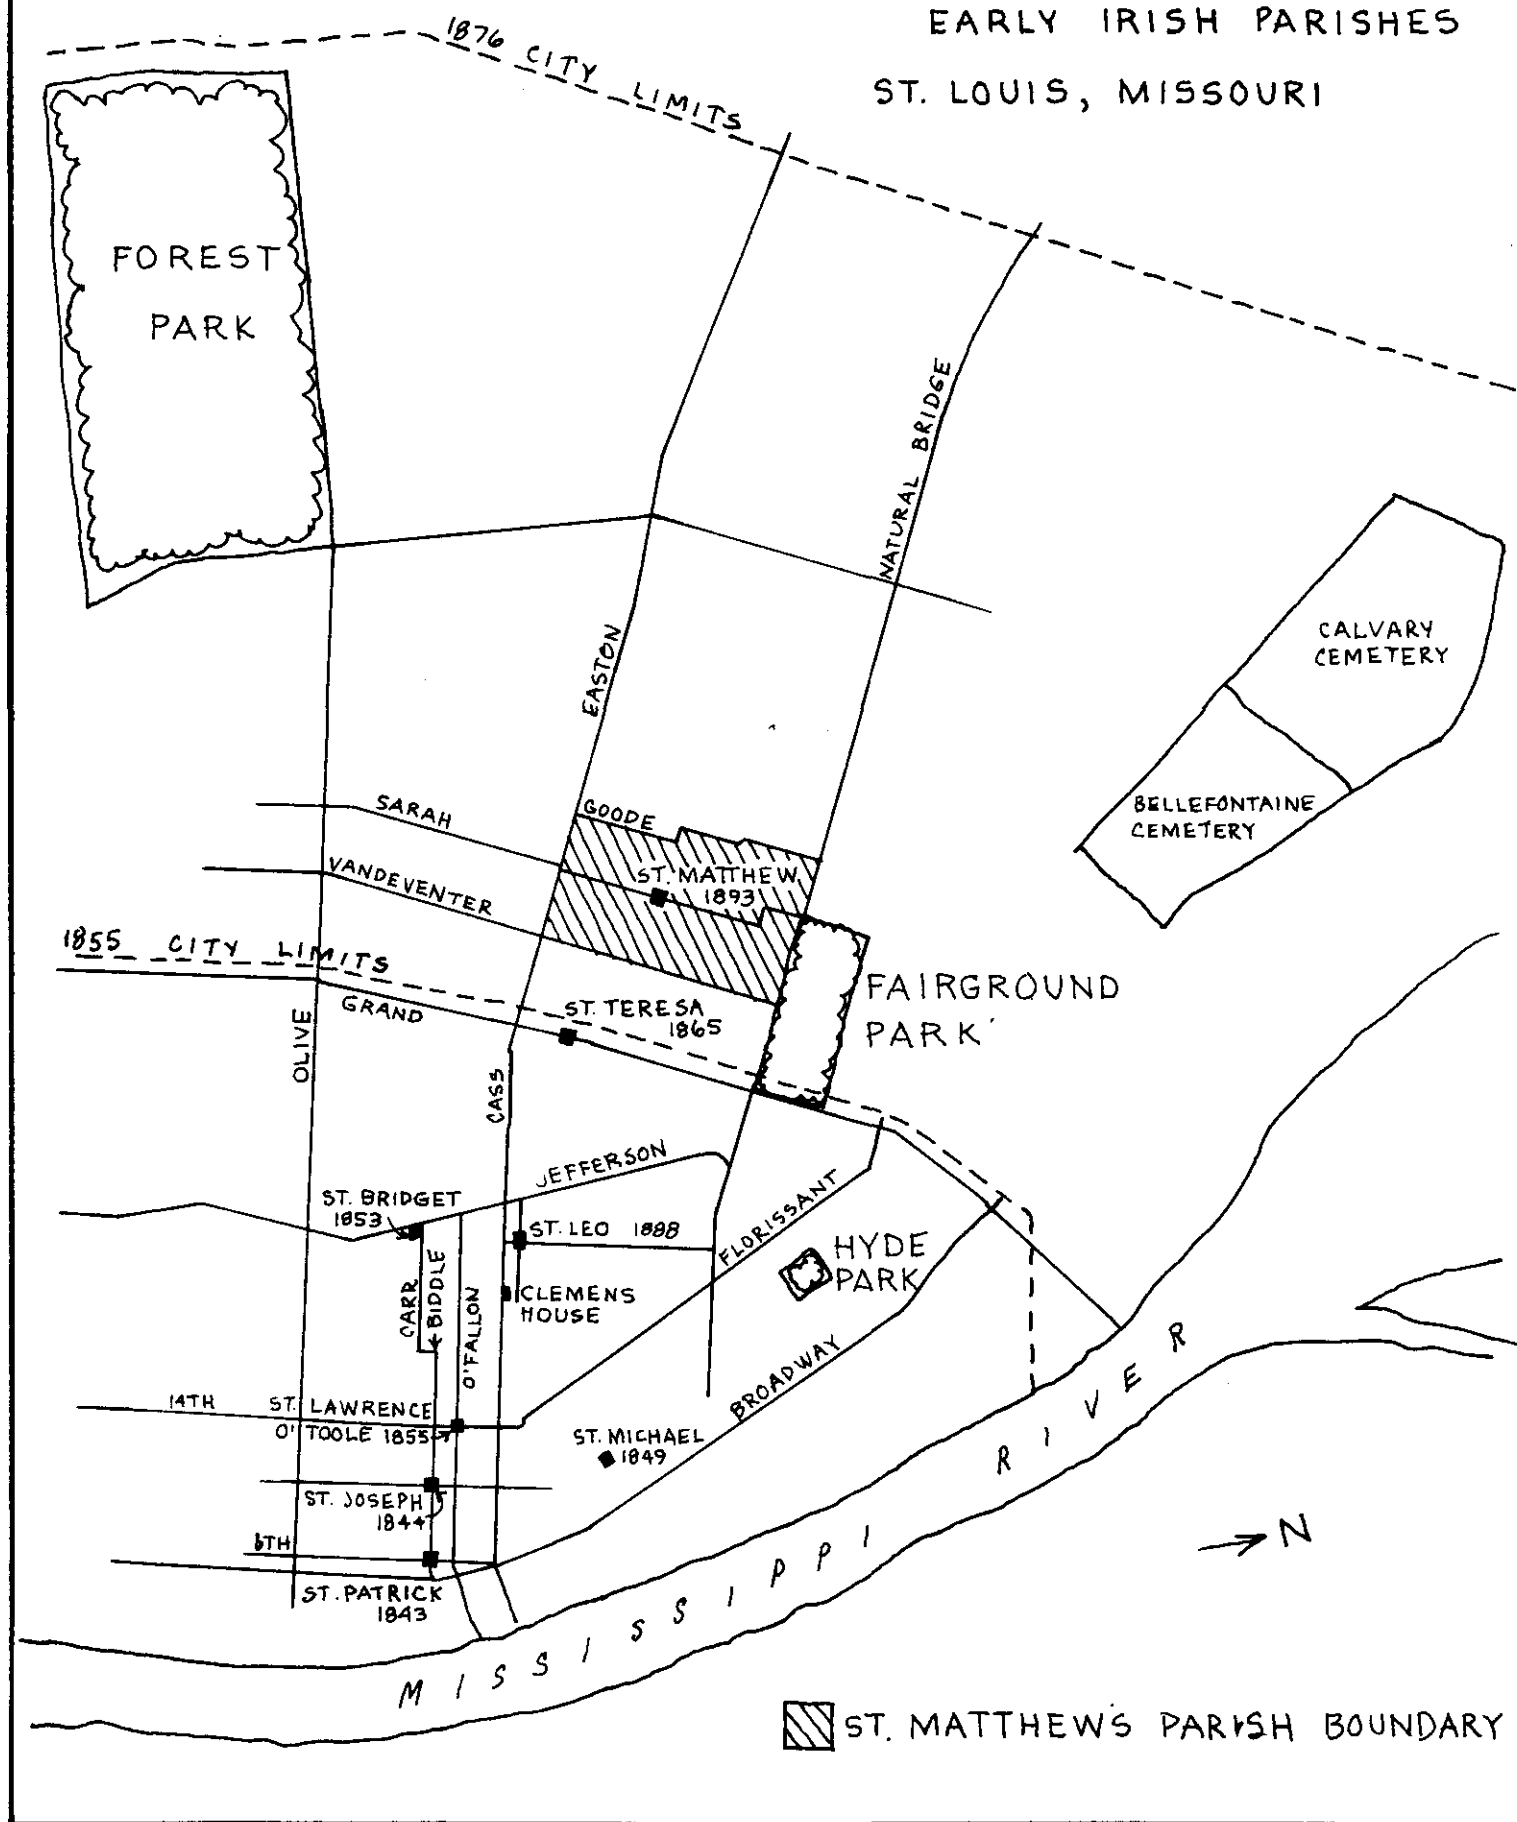 EARLY IRISH PARISHES
ST. LOUIS, MISSOURI
1876 CITY LIMITS
FOREST
PARK
NATURAL BRIDGE
EASTON
CALVARY
CEMETERY
BELLEFONTAINE
CEMETERY
SARAH
GOODE
VANDEVENTER
ST. MATTHEW
1893
1855 CITY LIMITS
GRAND
ST. TERESA
1865
FAIRGROUND
PARK
OLIVE
CASS
JEFFERSON
ST. BRIDGET
1853
ST. LEO 1888
FLORISSANT
HYDE
PARK
CARR
BIDDLE
O'FALLON
CLEMENS
HOUSE
BROADWAY
14TH
ST. LAWRENCE
O'TOOLE 1855
ST. MICHAEL
1849
ST. JOSEPH
1844
6TH
ST. PATRICK
1843
MISSISSIPPI RIVER
N
ST. MATTHEW'S PARISH BOUNDARY